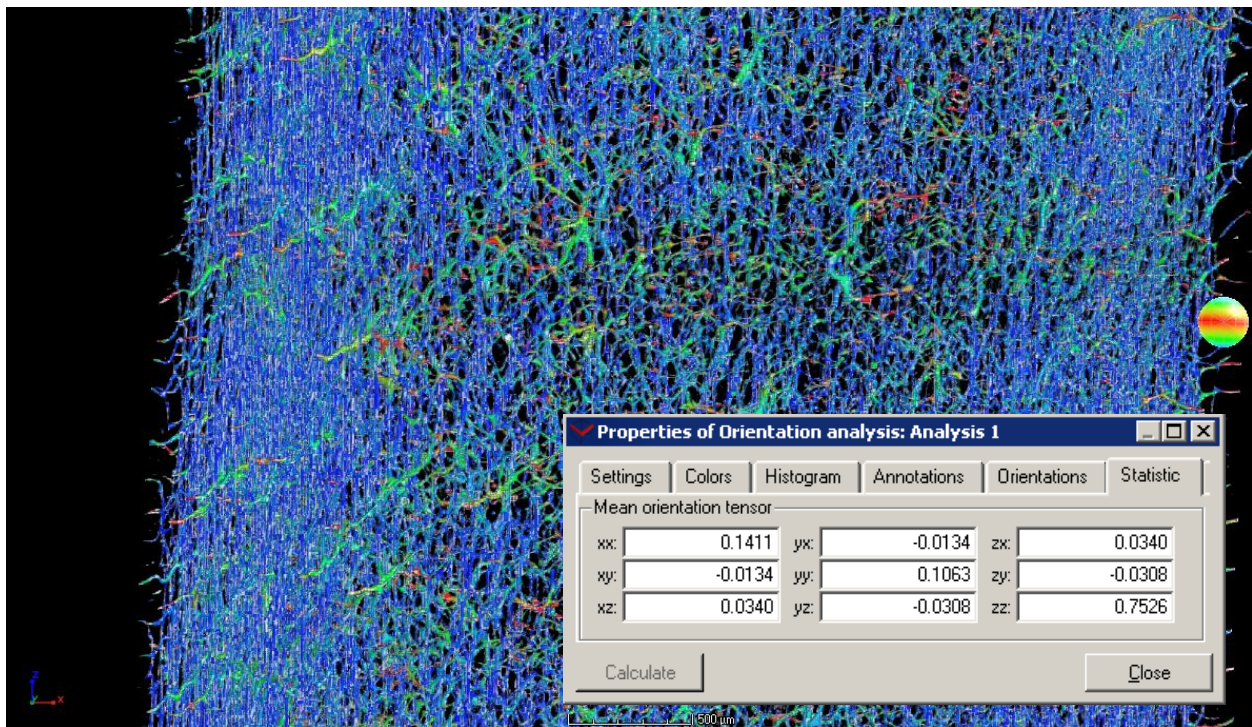 Properties of Orientation analysis: Analysis 1
Settings Colors Histogram Annotations Orientations Statistic
Mean orientation tensor
xx: 0.1411 yx: -0.0134 zx: 0.0340
xy: -0.0134 yy: 0.1063 zy: -0.0308
xz: 0.0340 yz: -0.0308 zz: 0.7526
Calculate Close
z
x
500 µm